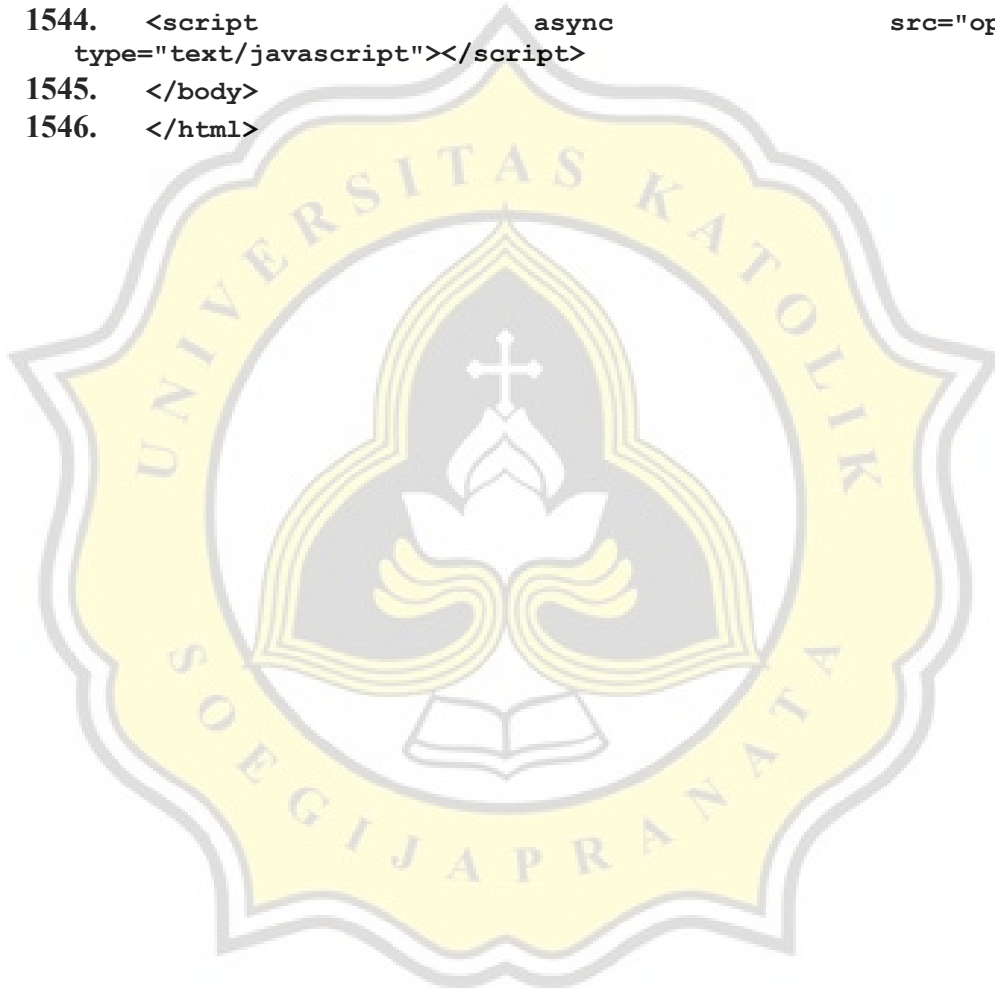 1544. <script async src="op
type="text/javascript"></script>
1545. </body>
1546. </html>
UNIVERSITAS KATOLIK
SOEGIJAPRANATA